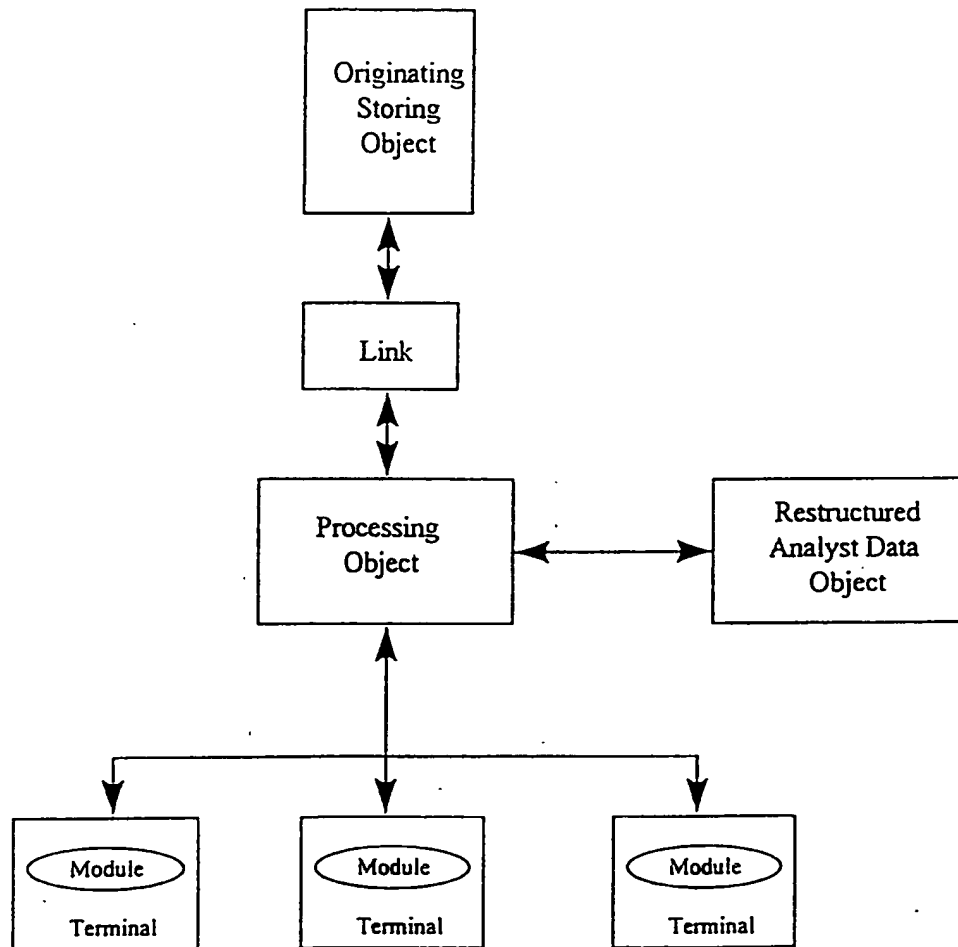 Originating
Storing
Object
Link
Processing
Object
Restructured
Analyst Data
Object
Module
Terminal
Module
Terminal
Module
Terminal